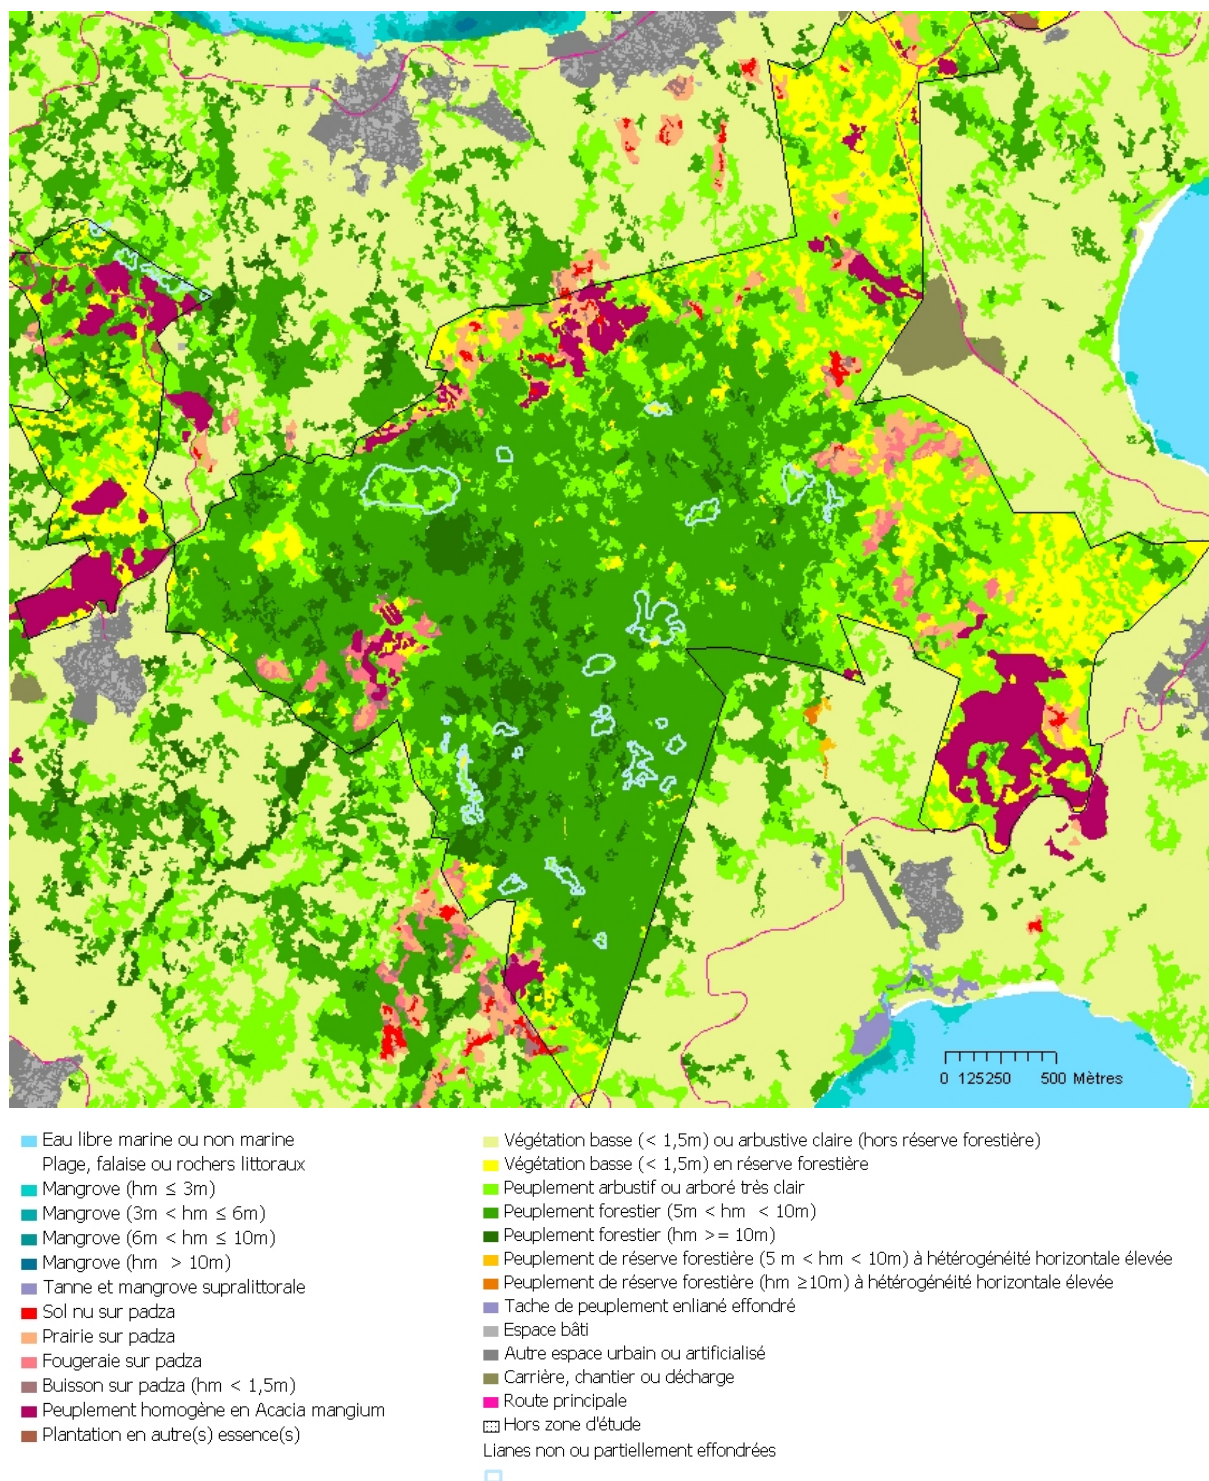 0 125250 500 Mètres
Eau libre marine ou non marine
Plage, falaise ou rochers littoraux
Mangrove (hm ≤ 3m)
Mangrove (3m < hm ≤ 6m)
Mangrove (6m < hm ≤ 10m)
Mangrove (hm > 10m)
Tanne et mangrove supralittorale
Sol nu sur padza
Prairie sur padza
Fougeraie sur padza
Buisson sur padza (hm < 1,5m)
Peuplement homogène en Acacia mangium
Plantation en autre(s) essence(s)
Végétation basse (< 1,5m) ou arbustive claire (hors réserve forestière)
Végétation basse (< 1,5m) en réserve forestière
Peuplement arbustif ou arboré très clair
Peuplement forestier (5m < hm < 10m)
Peuplement forestier (hm >= 10m)
Peuplement de réserve forestière (5 m < hm < 10m) à hétérogénéité horizontale élevée
Peuplement de réserve forestière (hm ≥10m) à hétérogénéité horizontale élevée
Tache de peuplement enliané effondré
Espace bâti
Autre espace urbain ou artificialisé
Carrière, chantier ou décharge
Route principale
Hors zone d'étude
Lianes non ou partiellement effondrées